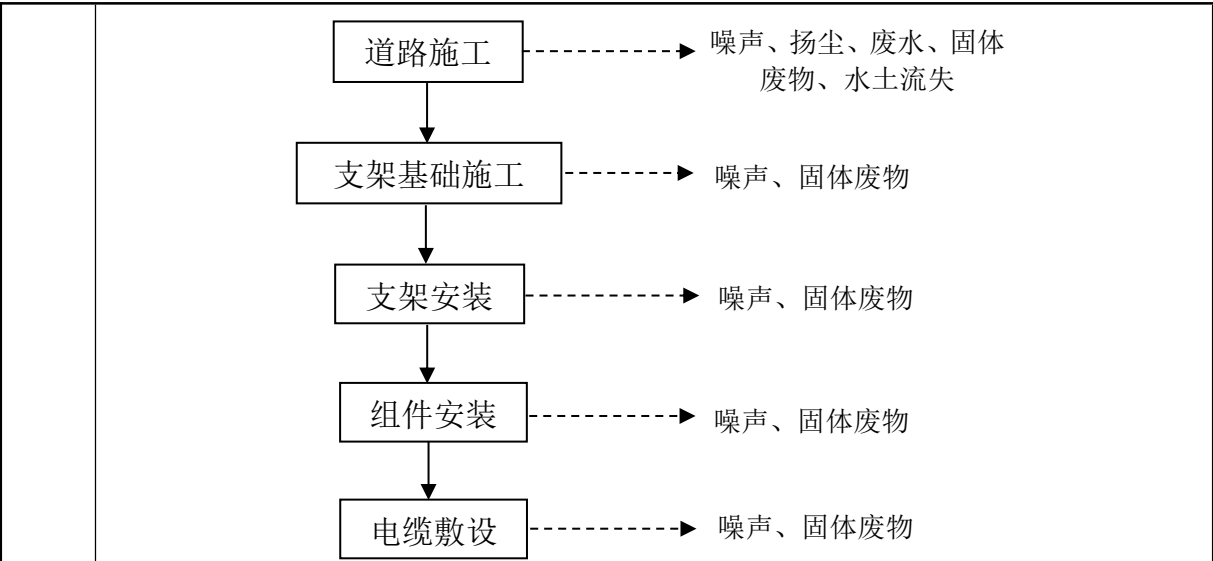 道路施工
噪声、扬尘、废水、固体
废物、水土流失
支架基础施工
噪声、固体废物
支架安装
噪声、固体废物
组件安装
噪声、固体废物
电缆敷设
噪声、固体废物